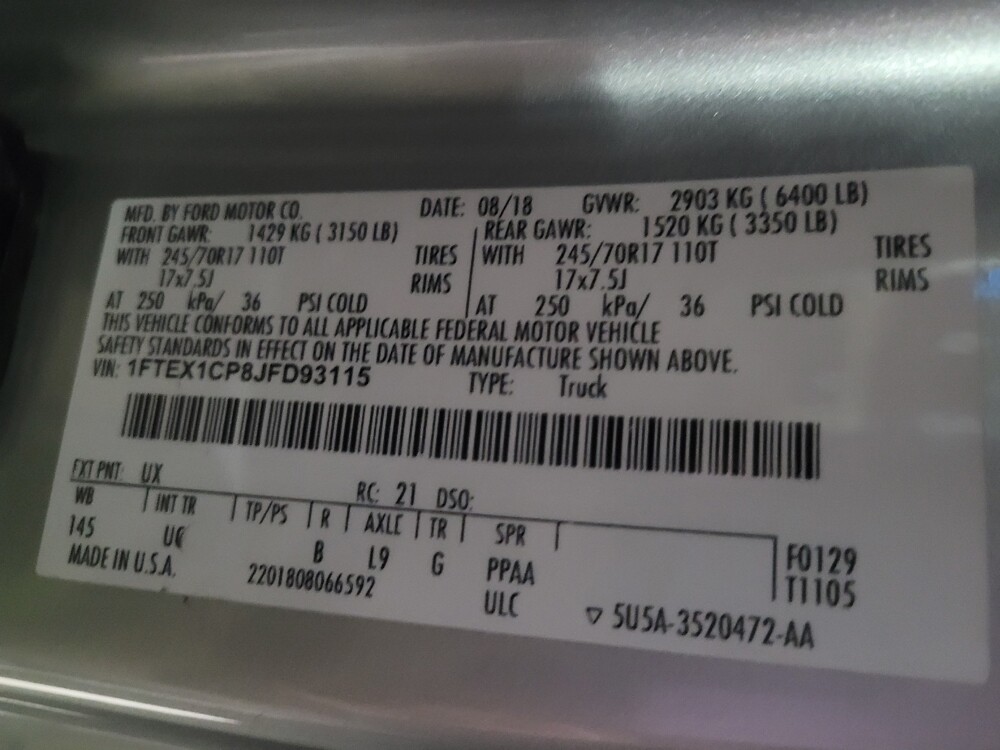 MFD. BY FORD MOTOR CO. DATE: 08/18 GVWR: 2903 KG ( 6400 LB)
FRONT GAWR: 1429 KG ( 3150 LB) REAR GAWR: 1520 KG ( 3350 LB)
WITH 245/70R17 110T TIRES WITH 245/70R17 110T TIRES
17x7.5J RIMS 17x7.5J RIMS
AT 250 kPa/ 36 PSI COLD AT 250 kPa/ 36 PSI COLD
THIS VEHICLE CONFORMS TO ALL APPLICABLE FEDERAL MOTOR VEHICLE
SAFETY STANDARDS IN EFFECT ON THE DATE OF MANUFACTURE SHOWN ABOVE.
VIN: 1FTEX1CP8JFD93115 TYPE: Truck
EXT PNT: UX RC: 21 DSO:
WB INT TR TP/PS R AXLE TR SPR
145 B L9 G PPAA F0129
MADE IN U.S.A. 2201808066592 ULC T1105
▽ 5U5A-3520472-AA